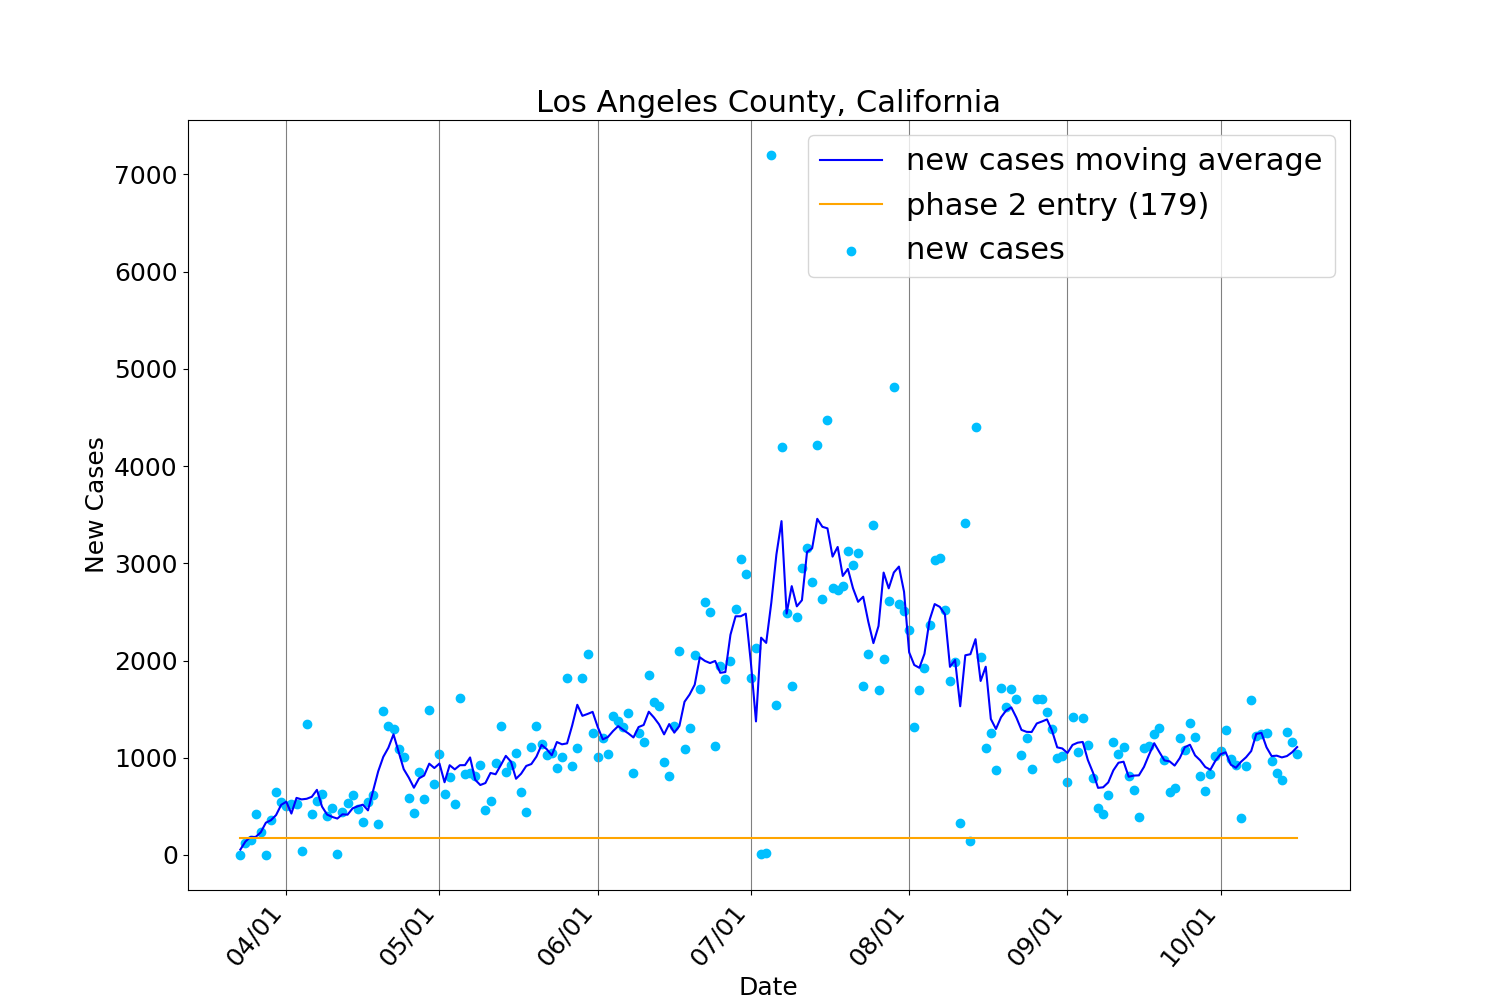 Los Angeles County, California
new cases moving average
phase 2 entry (179)
new cases
7000
6000
5000
4000
3000
2000
1000
0
New Cases
04/01
05/01
06/01
07/01
08/01
09/01
10/01
Date